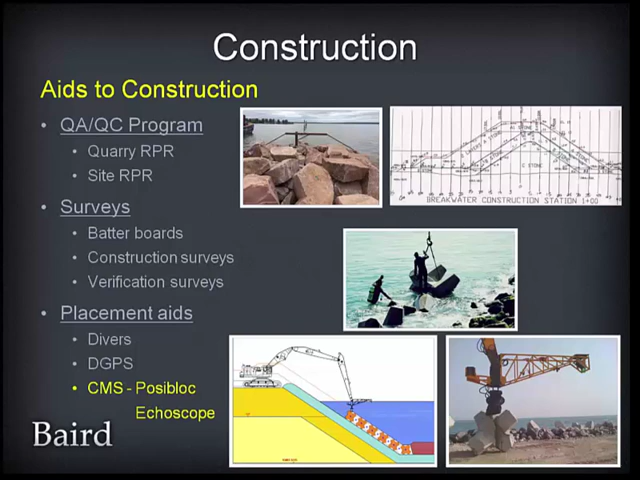 Construction
Aids to Construction
• QA/QC Program
• Quarry RPR
• Site RPR
• Surveys
• Batter boards
• Construction surveys
• Verification surveys
• Placement aids
• Divers
• DGPS
• CMS - Posibloc
Echoscope
Baird
BREAKWATER CONSTRUCTION STATION 1+00